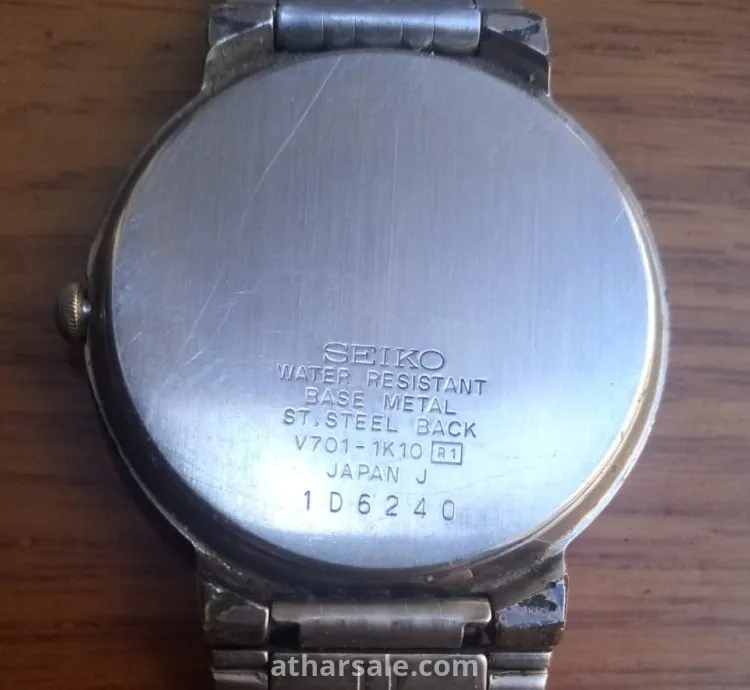 SEIKO
WATER RESISTANT
BASE METAL
ST.STEEL BACK
V701-1K10 R1
JAPAN J
1D6240
atharsale.com